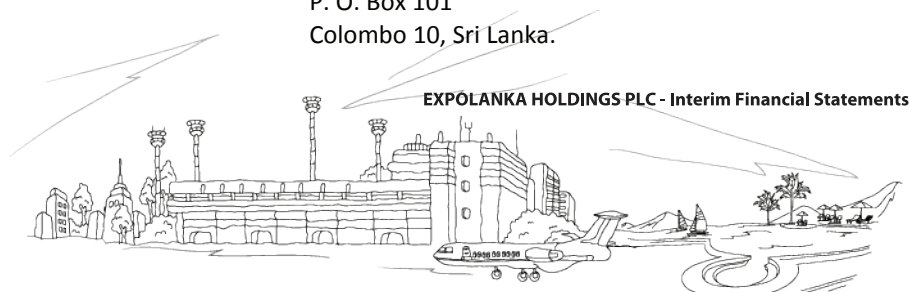 P. O. Box 101
Colombo 10, Sri Lanka.
EXPOLANKA HOLDINGS PLC - Interim Financial Statements